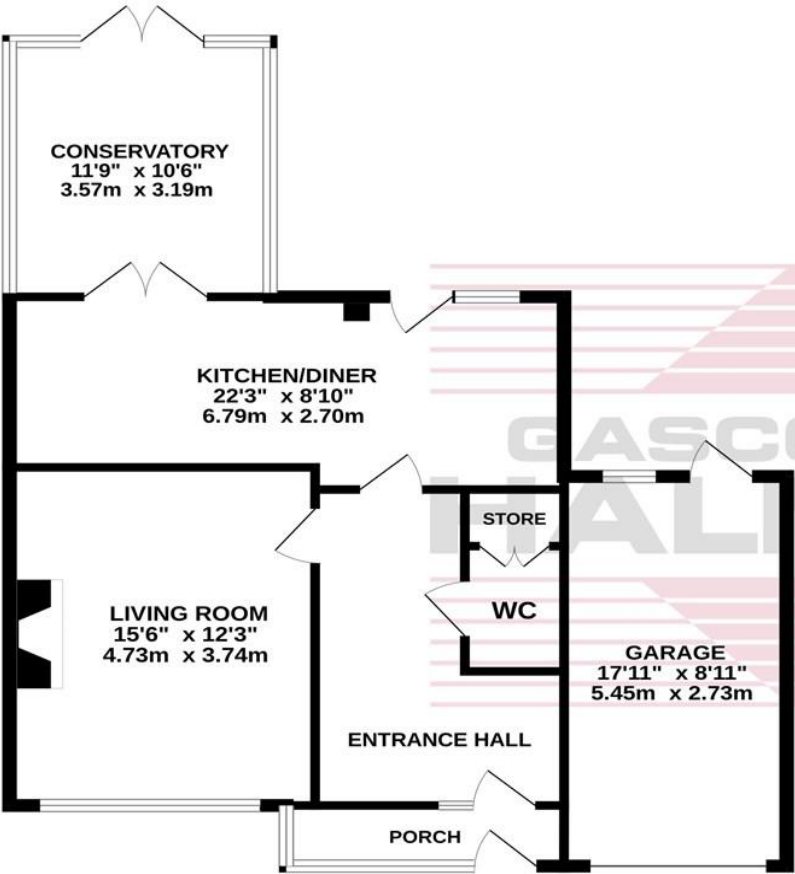 CONSERVATORY
11'9" x 10'6"
3.57m x 3.19m
KITCHEN/DINER
22'3" x 8'10"
6.79m x 2.70m
GASCO
HALL
STORE
WC
LIVING ROOM
15'6" x 12'3"
4.73m x 3.74m
GARAGE
17'11" x 8'11"
5.45m x 2.73m
ENTRANCE HALL
PORCH